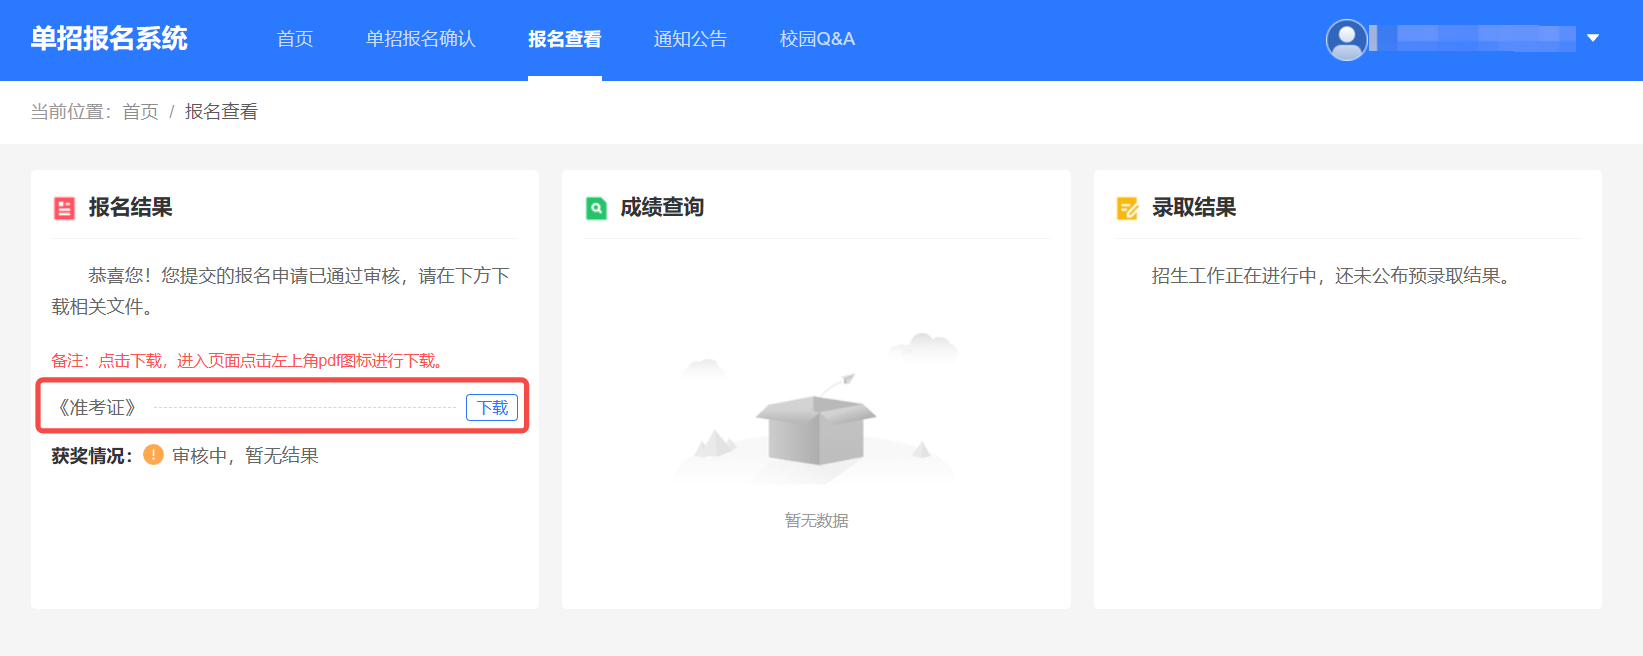 单招报名系统
首页
单招报名确认
报名查看
通知公告
校园Q&A
当前位置：首页 / 报名查看
报名结果
恭喜您！您提交的报名申请已通过审核，请在下方下
载相关文件。
备注：点击下载，进入页面点击左上角pdf图标进行下载。
《准考证》
下载
获奖情况：
审核中，暂无结果
成绩查询
暂无数据
录取结果
招生工作正在进行中，还未公布预录取结果。